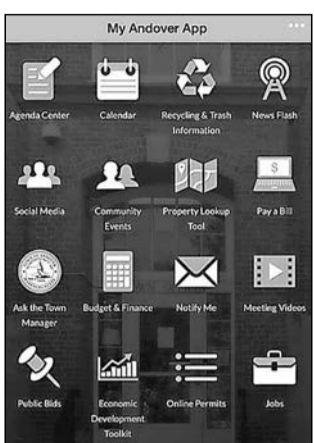 My Andover App
Agenda Center
Calendar
Recycling & Trash
Information
News Flash
Social Media
Community
Events
Property Lookup
Tool
$
Pay a Bill
Ask the Town
Manager
Budget & Finance
Notify Me
Meeting Videos
Public Bids
Economic
Development
Toolkit
Online Permits
Jobs